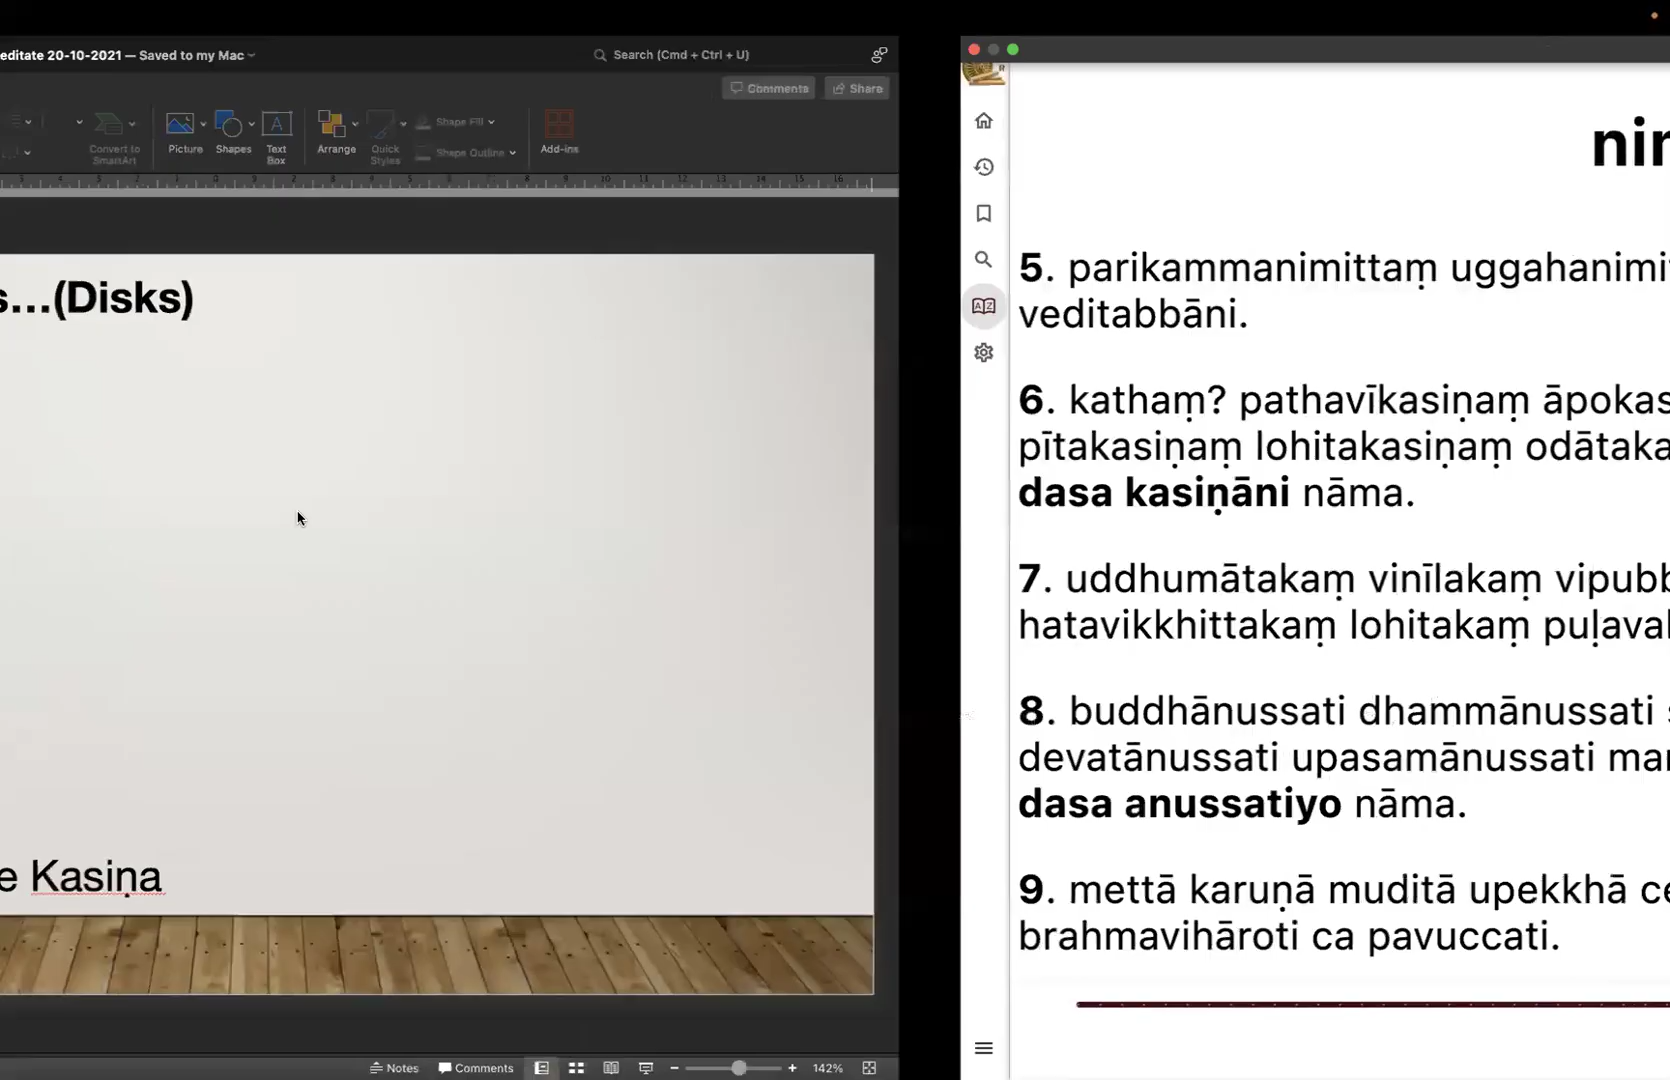 editate 20-10-2021 — Saved to my Mac
Search (Cmd + Ctrl + U)
Comments
Share
Convert to
SmartArt
Picture
Shapes
Text
Box
Arrange
Quick
Styles
Shape Fill
Shape Outline
Add-ins
s...(Disks)
e Kasiṇa
Notes
Comments
142%
nin
5. parikammanimittaṃ uggahanimit
veditabbāni.
6. kathaṃ? pathavīkasiṇaṃ āpokas
pītakasiṇaṃ lohitakasiṇaṃ odātaka
dasa kasiṇāni nāma.
7. uddhumātakaṃ vinīlakaṃ vipubb
hatavikkhittakaṃ lohitakaṃ puḷaval
8. buddhānussati dhammānussati s
devatānussati upasamānussati mar
dasa anussatiyo nāma.
9. mettā karuṇā muditā upekkhā ce
brahmavihāroti ca pavuccati.